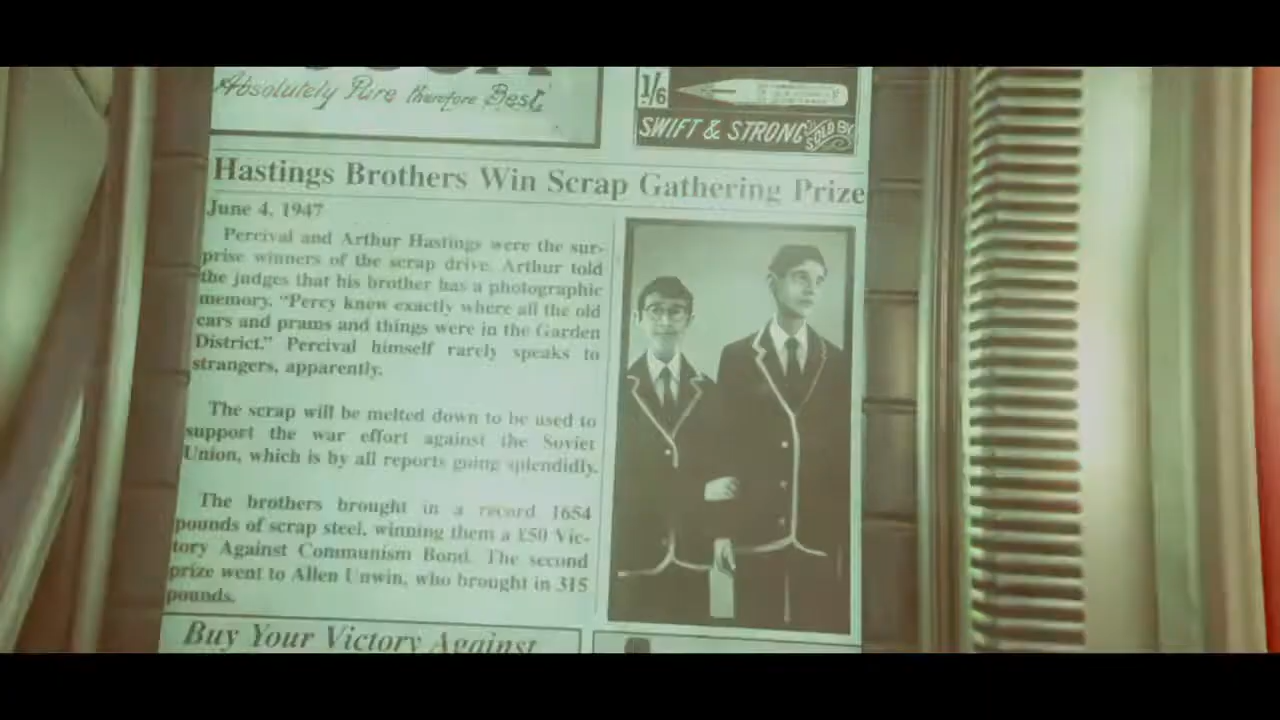 Absolutely Pure therefore Best
1/6
SWIFT & STRONG SOLD BY
Hastings Brothers Win Scrap Gathering Prize
June 4, 1947
Percival and Arthur Hastings were the sur-
prise winners of the scrap drive. Arthur told
the judges that his brother has a photographic
memory. “Percy knew exactly where all the old
cars and prams and things were in the Garden
District.” Percival himself rarely speaks to
strangers, apparently.
The scrap will be melted down to be used to
support the war effort against the Soviet
Union, which is by all reports going splendidly.
The brothers brought in a record 1654
pounds of scrap steel, winning them a £50 Vic-
tory Against Communism Bond. The second
prize went to Allen Unwin, who brought in 315
pounds.
Buy Your Victory Against